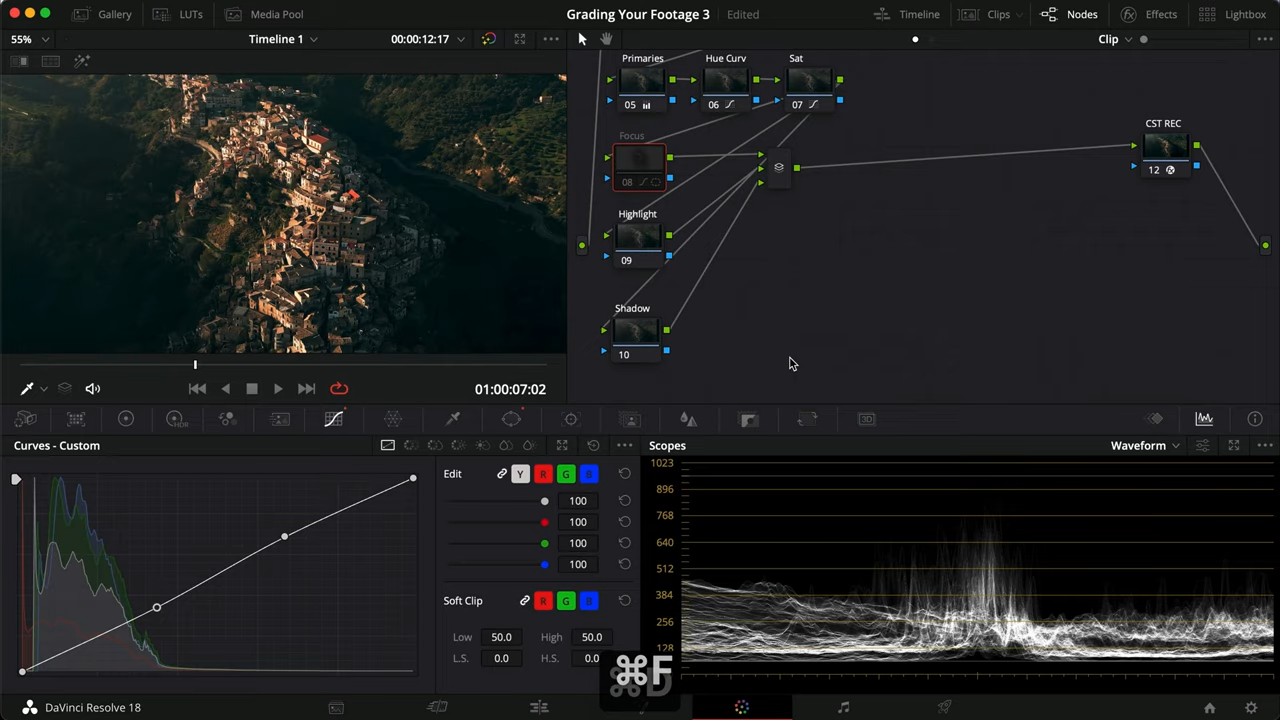 Gallery LUTs Media Pool Grading Your Footage 3 Edited Timeline Clips Nodes Effects Lightbox
55% Timeline 1 00:00:12:17 Clip
Primaries Hue Curv Sat
05 06 07
CST REC
12
Focus
08
Highlight
09
Shadow
10
01:00:07:02
HDR
3D
Curves - Custom
Scopes Waveform
Edit Y R G B
100
100
100
100
Soft Clip R G B
Low 50.0 High 50.0
L.S. 0.0 H.S. 0.0
1023
896
768
640
512
384
256
128
⌘F
⌘D
DaVinci Resolve 18